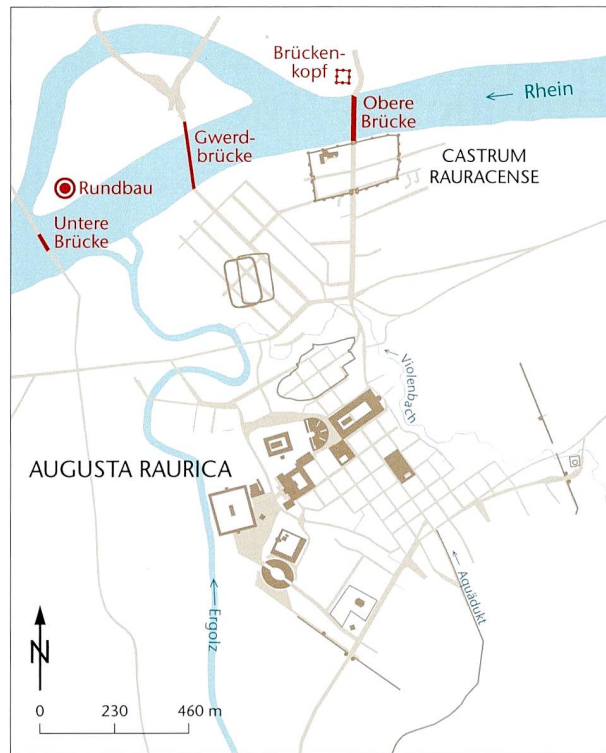 Brücken-
kopf
Rhein
Obere
Brücke
Gwerd-
brücke
CASTRUM
RAURACENSE
Rundbau
Untere
Brücke
Violenbach
AUGUSTA RAURICA
Aquädukt
Ergolz
N
0 230 460 m